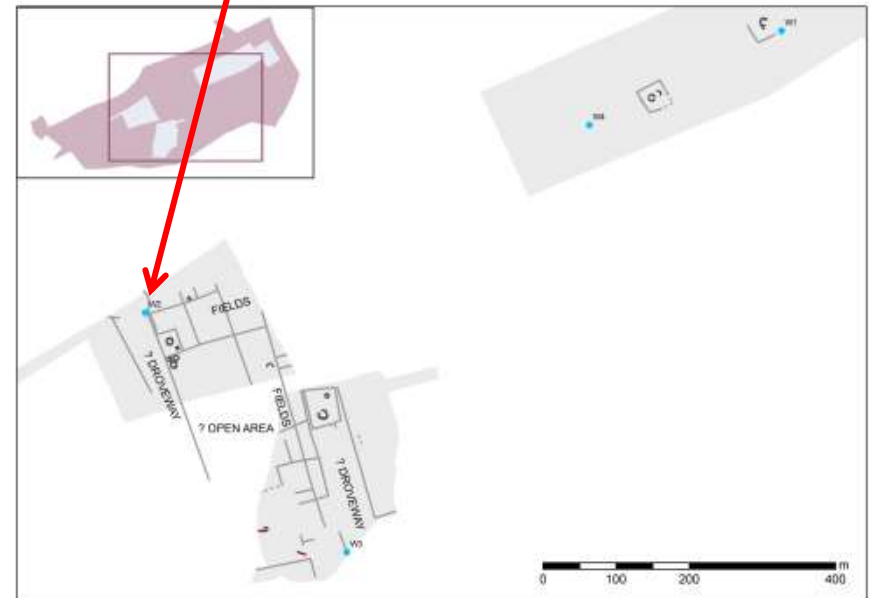 W1
W4
W2
FIELDS
? DROVEWAY
FIELDS
? OPEN AREA
? DROVEWAY
W3
m
0 100 200 400